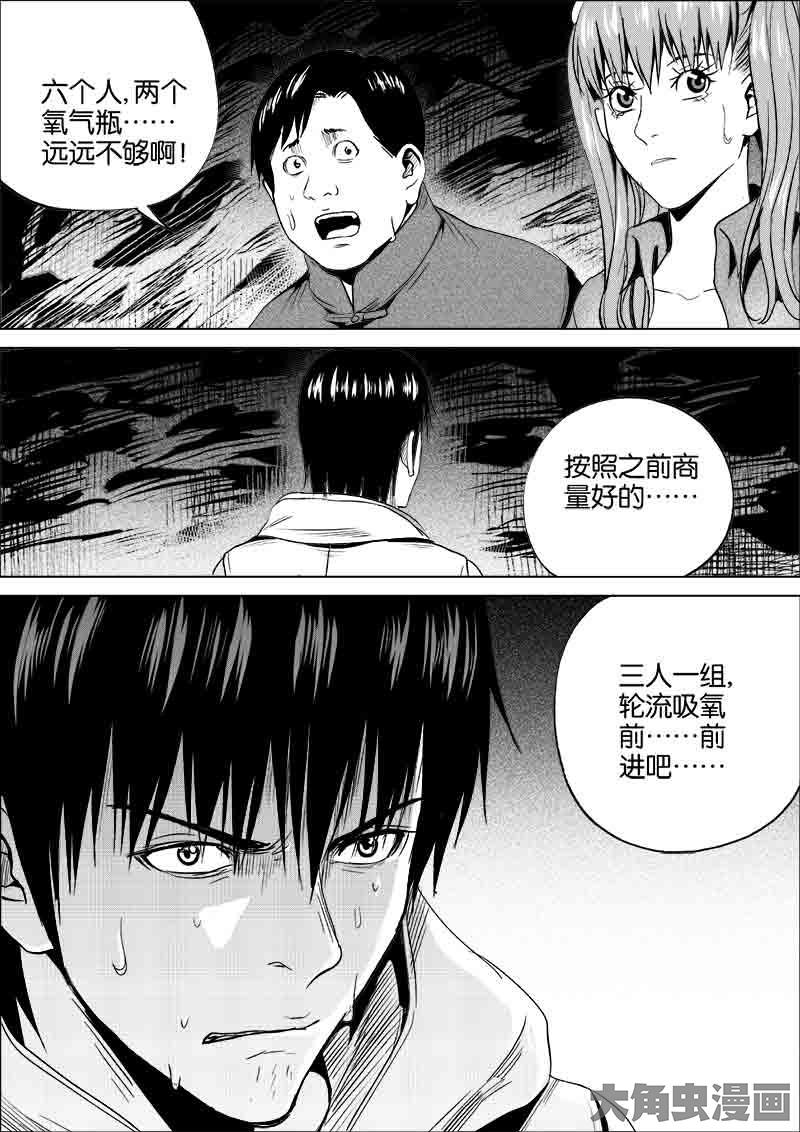 六个人，两个
氧气瓶……
远远不够啊！
按照之前商
量好的……
三人一组，
轮流吸氧
前……前
进吧……
大角虫漫画